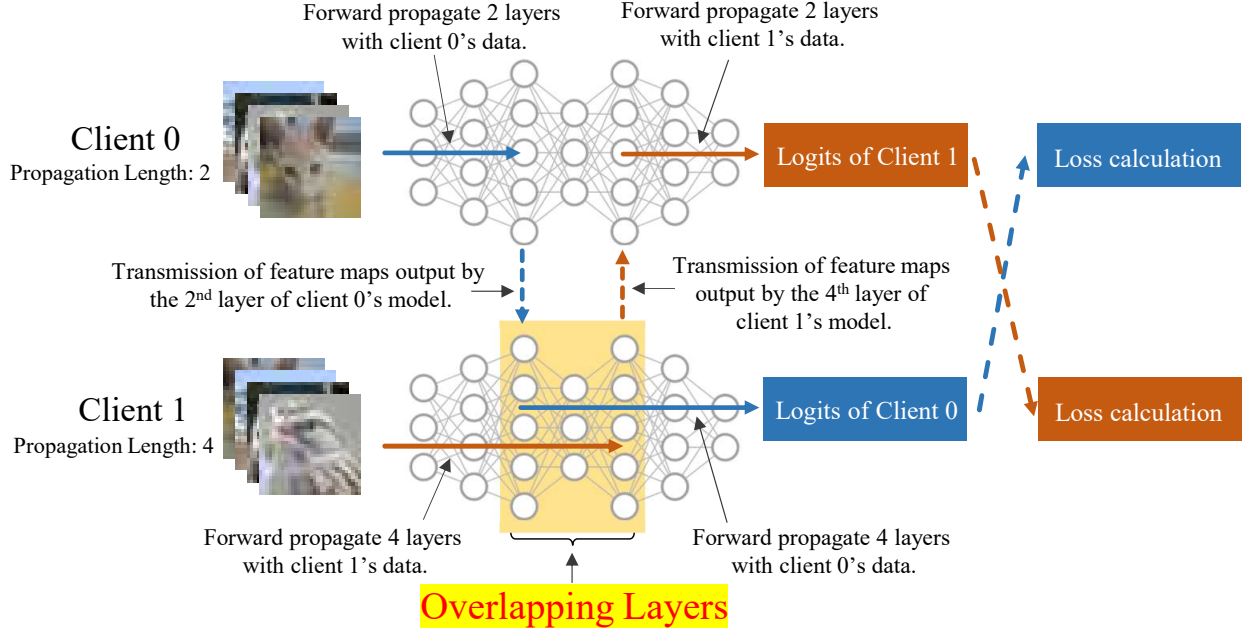 Forward propagate 2 layers
with client 0’s data.
Forward propagate 2 layers
with client 1’s data.
Client 0
Propagation Length: 2
Logits of Client 1
Loss calculation
Transmission of feature maps output by
the 2nd layer of client 0’s model.
Transmission of feature maps
output by the 4th layer of
client 1’s model.
Client 1
Propagation Length: 4
Logits of Client 0
Loss calculation
Forward propagate 4 layers
with client 1’s data.
Forward propagate 4 layers
with client 0’s data.
Overlapping Layers